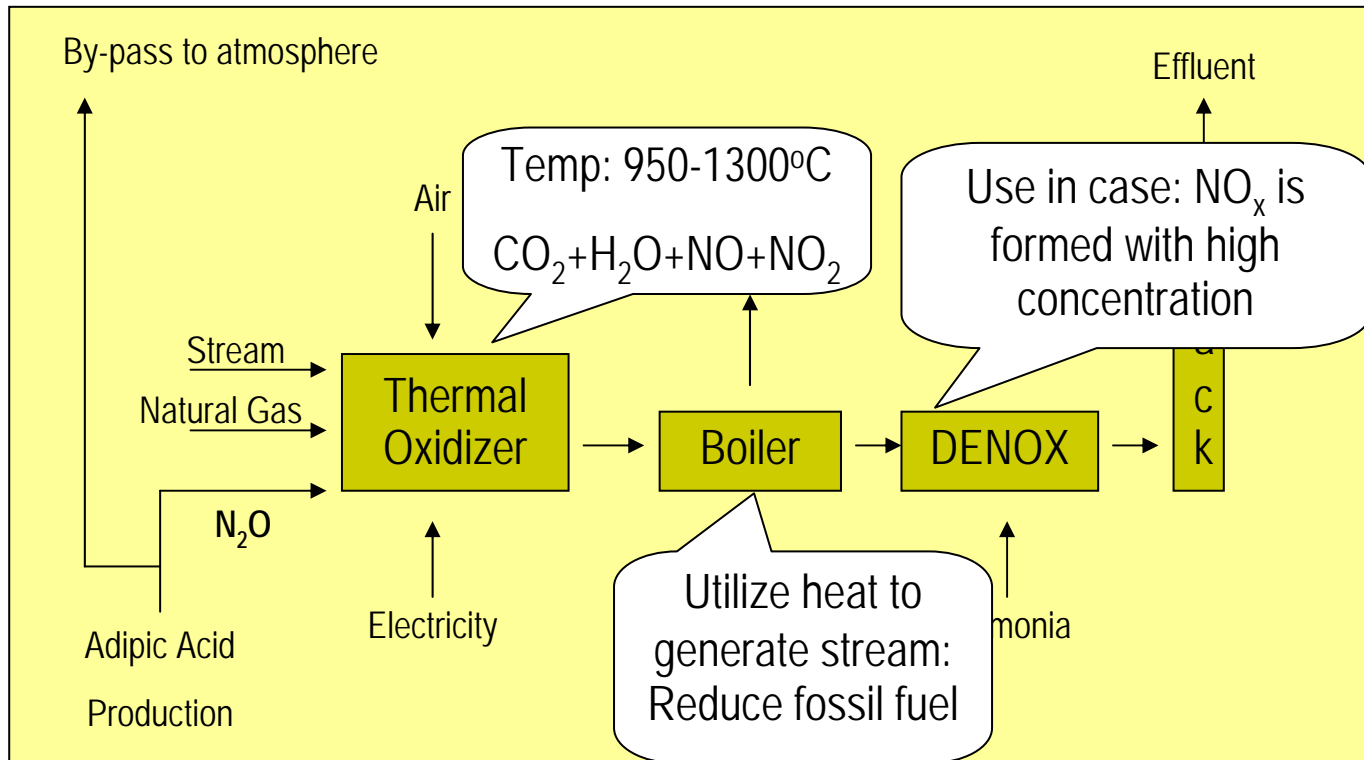 By-pass to atmosphere
Effluent
Temp: 950-1300°C
CO₂+H₂O+NO+NO₂
Use in case: NOₓ is
formed with high
concentration
Air
Stream
Natural Gas
N₂O
Thermal
Oxidizer
Boiler
DENOX
a
c
k
Electricity
Adipic Acid
Production
Utilize heat to
generate stream:
Reduce fossil fuel
monia